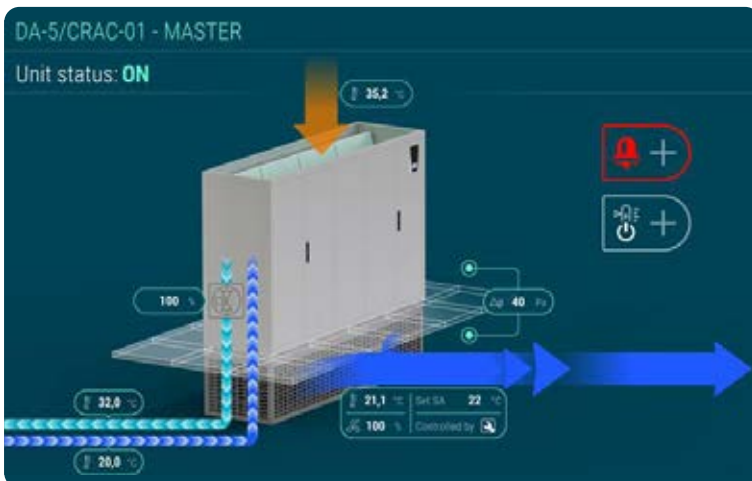 DA-5/CRAC-01 - MASTER
Unit status: ON
35,2 °C
100 %
Δp 40 Pa
32,0 °C
21,1 °C Set SA 22 °C
100 % Controlled by
20,0 °C